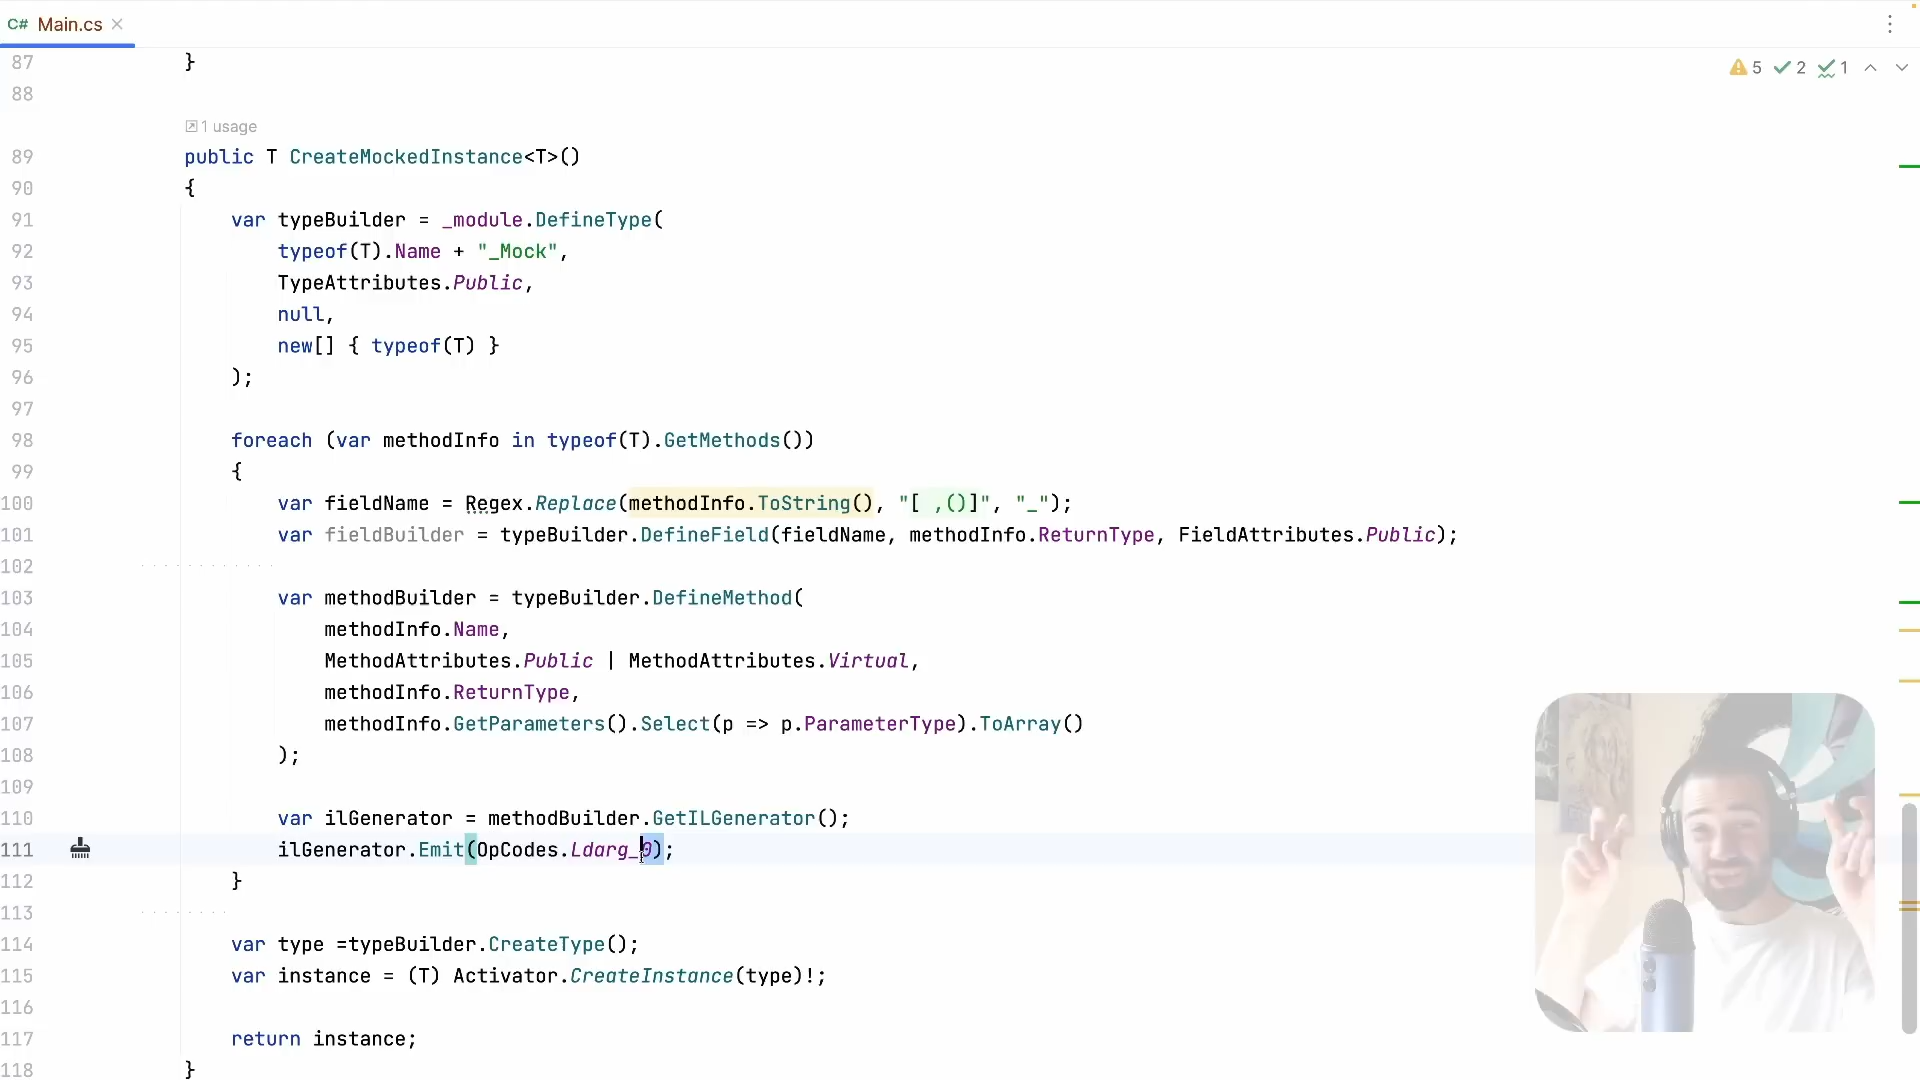 C# Main.cs
5 2 1
87 }
88
1 usage
89 public T CreateMockedInstance<T>()
90 {
91 var typeBuilder = _module.DefineType(
92 typeof(T).Name + "_Mock",
93 TypeAttributes.Public,
94 null,
95 new[] { typeof(T) }
96 );
97
98 foreach (var methodInfo in typeof(T).GetMethods())
99 {
100 var fieldName = Regex.Replace(methodInfo.ToString(), "[ ,()]", "_");
101 var fieldBuilder = typeBuilder.DefineField(fieldName, methodInfo.ReturnType, FieldAttributes.Public);
102
103 var methodBuilder = typeBuilder.DefineMethod(
104 methodInfo.Name,
105 MethodAttributes.Public | MethodAttributes.Virtual,
106 methodInfo.ReturnType,
107 methodInfo.GetParameters().Select(p => p.ParameterType).ToArray()
108 );
109
110 var ilGenerator = methodBuilder.GetILGenerator();
111 ilGenerator.Emit(OpCodes.Ldarg_0);
112 }
113
114 var type =typeBuilder.CreateType();
115 var instance = (T) Activator.CreateInstance(type)!;
116
117 return instance;
118 }